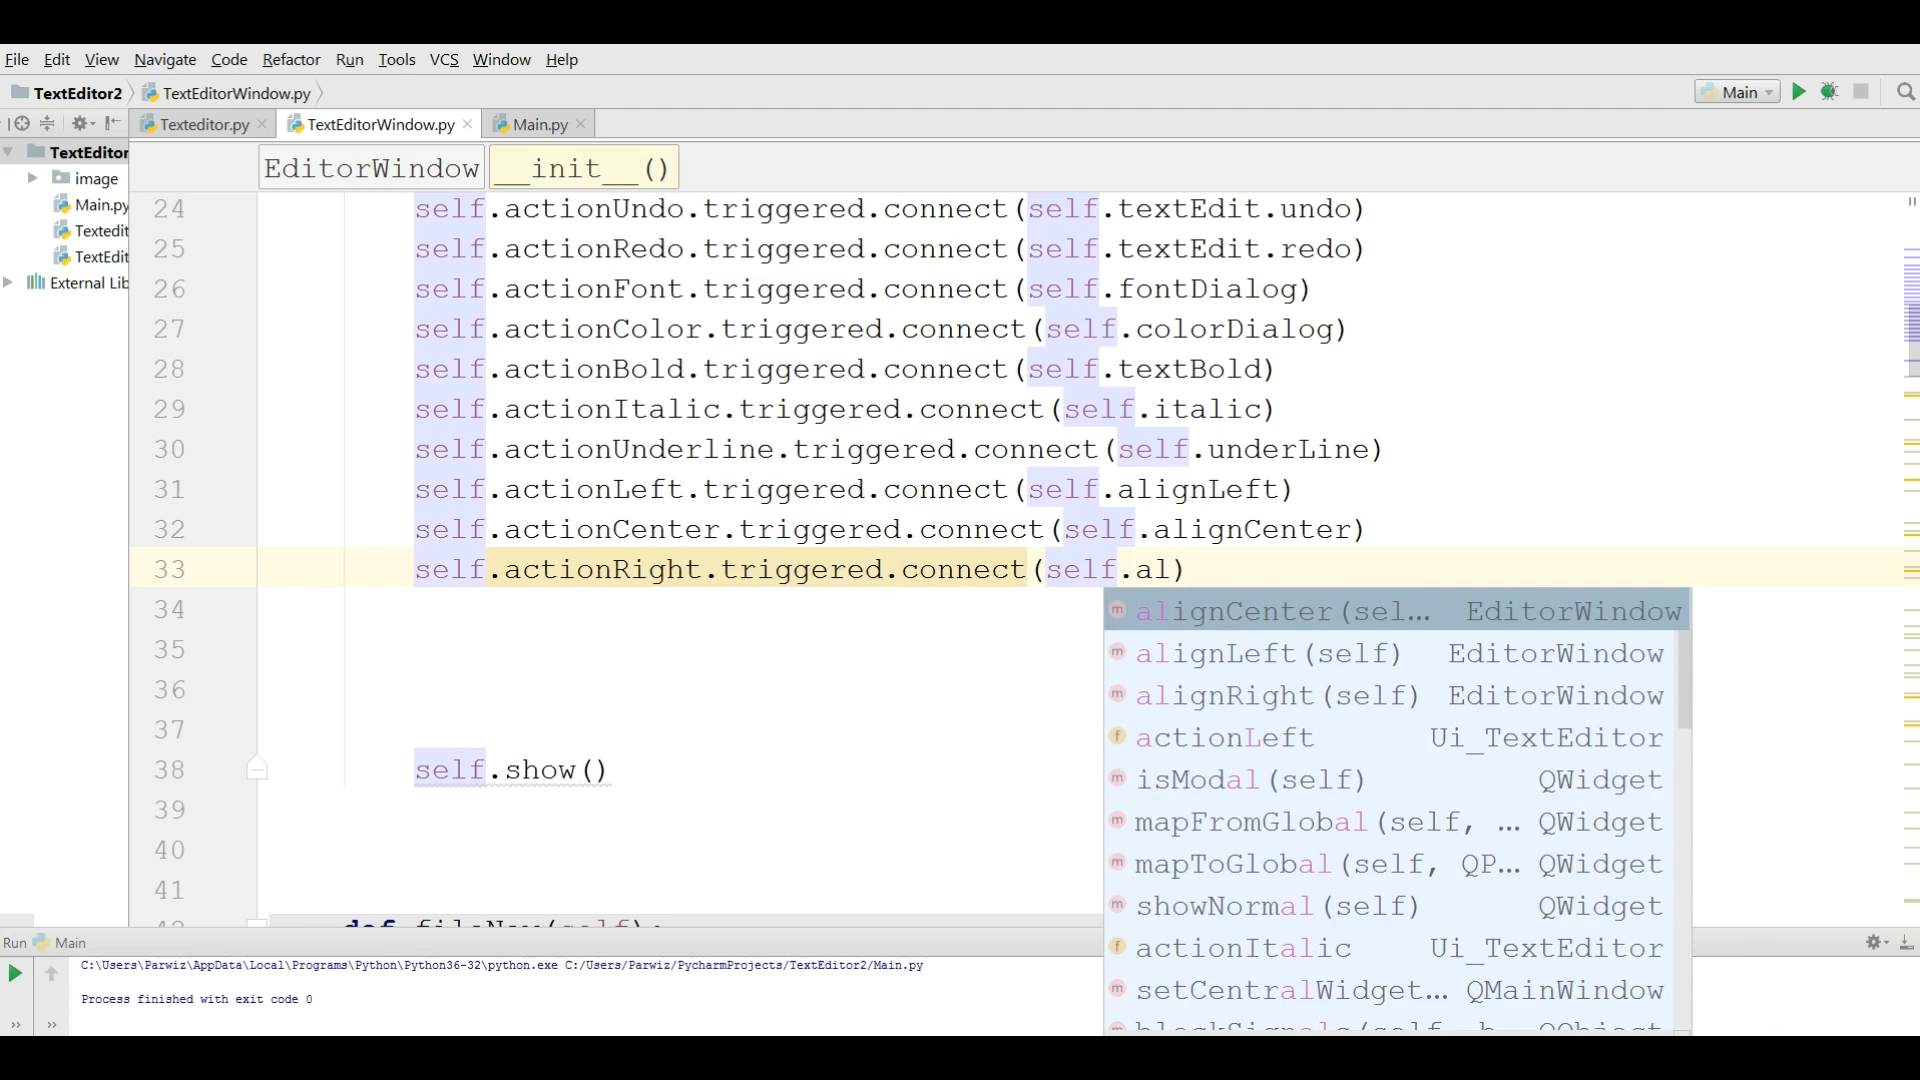 File Edit View Navigate Code Refactor Run Tools VCS Window Help
TextEditor2 TextEditorWindow.py Main
Texteditor.py TextEditorWindow.py Main.py
TextEditor
image
Main.py
Textedit
TextEdit
External Lib
EditorWindow __init__()
24 self.actionUndo.triggered.connect(self.textEdit.undo)
25 self.actionRedo.triggered.connect(self.textEdit.redo)
26 self.actionFont.triggered.connect(self.fontDialog)
27 self.actionColor.triggered.connect(self.colorDialog)
28 self.actionBold.triggered.connect(self.textBold)
29 self.actionItalic.triggered.connect(self.italic)
30 self.actionUnderline.triggered.connect(self.underLine)
31 self.actionLeft.triggered.connect(self.alignLeft)
32 self.actionCenter.triggered.connect(self.alignCenter)
33 self.actionRight.triggered.connect(self.al)
34
35
36
37
38 self.show()
39
40
41
m alignCenter(sel... EditorWindow
m alignLeft(self) EditorWindow
m alignRight(self) EditorWindow
f actionLeft Ui_TextEditor
m isModal(self) QWidget
m mapFromGlobal(self, ... QWidget
m mapToGlobal(self, QP... QWidget
m showNormal(self) QWidget
f actionItalic Ui_TextEditor
m setCentralWidget... QMainWindow
Run Main
C:\Users\Parwiz\AppData\Local\Programs\Python\Python36-32\python.exe C:/Users/Parwiz/PycharmProjects/TextEditor2/Main.py
Process finished with exit code 0